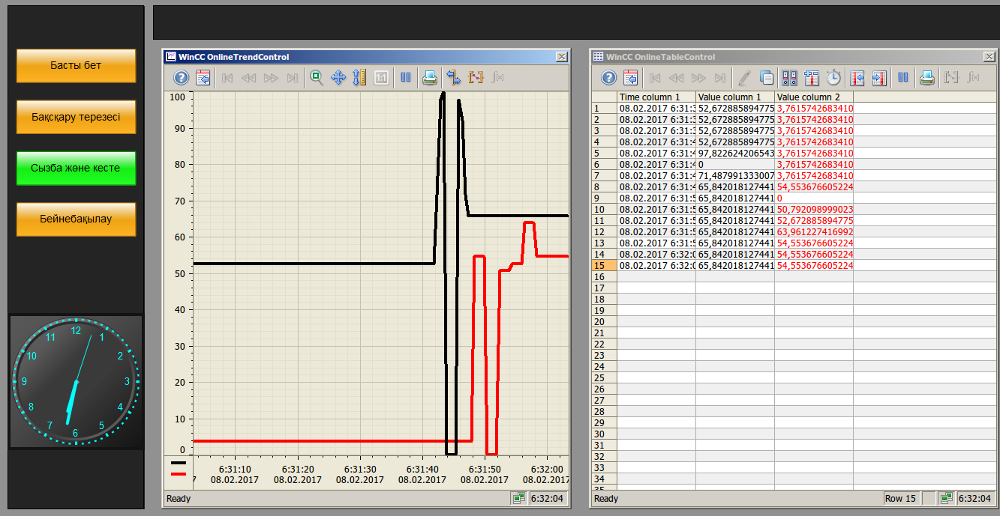 Басты бет
Бақсқару терезесі
Сызба және кесте
Бейнебақылау
12
1
2
3
4
5
6
7
8
9
10
11
WinCC OnlineTrendControl
1:1
100
90
80
70
60
50
40
30
20
10
0
6:31:10 6:31:20 6:31:30 6:31:40 6:31:50 6:32:00
7 08.02.2017 08.02.2017 08.02.2017 08.02.2017 08.02.2017 08.02.2017
Ready 6:32:04
WinCC OnlineTableControl
Time column 1 Value column 1 Value column 2
1 08.02.2017 6:31:3 52,672885894775 3,7615742683410
2 08.02.2017 6:31:3 52,672885894775 3,7615742683410
3 08.02.2017 6:31:3 52,672885894775 3,7615742683410
4 08.02.2017 6:31:4 52,672885894775 3,7615742683410
5 08.02.2017 6:31:4 97,822624206543 3,7615742683410
6 08.02.2017 6:31:4 0 3,7615742683410
7 08.02.2017 6:31:4 71,487991333007 3,7615742683410
8 08.02.2017 6:31:4 65,842018127441 54,553676605224
9 08.02.2017 6:31:5 65,842018127441 0
10 08.02.2017 6:31:5 65,842018127441 50,792098999023
11 08.02.2017 6:31:5 65,842018127441 52,672885894775
12 08.02.2017 6:31:5 65,842018127441 63,961227416992
13 08.02.2017 6:31:5 65,842018127441 54,553676605224
14 08.02.2017 6:32:0 65,842018127441 54,553676605224
15 08.02.2017 6:32:0 65,842018127441 54,553676605224
16
17
18
19
20
21
22
23
24
25
26
27
28
29
30
31
32
33
34
35
Ready Row 15 6:32:04